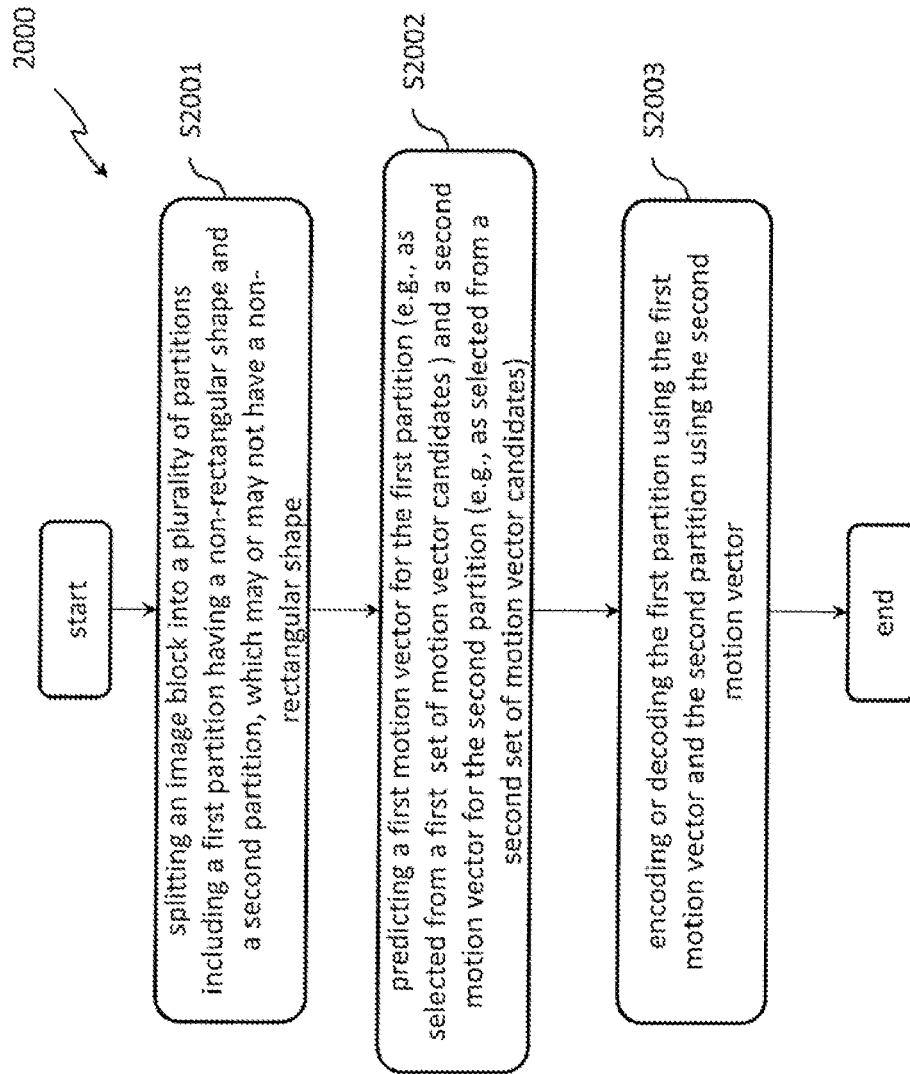 2000
start
S2001
splitting an image block into a plurality of partitions
including a first partition having a non-rectangular shape and
a second partition, which may or may not have a non-
rectangular shape
S2002
predicting a first motion vector for the first partition (e.g., as
selected from a first set of motion vector candidates ) and a second
motion vector for the second partition (e.g., as selected from a
second set of motion vector candidates)
S2003
encoding or decoding the first partition using the first
motion vector and the second partition using the second
motion vector
end